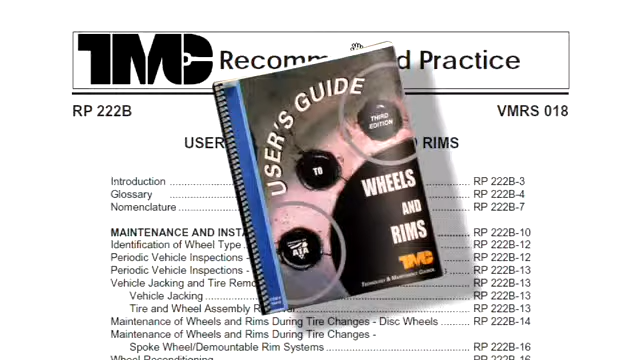 TMC Recomm d Practice
RP 222B VMRS 018
USER RIMS
Introduction RP 222B-3
Glossary RP 222B-4
Nomenclature RP 222B-7
MAINTENANCE AND INSTA RP 222B-10
Identification of Wheel Type RP 222B-12
Periodic Vehicle Inspections - RP 222B-12
Periodic Vehicle Inspections - RP 222B-13
Vehicle Jacking and Tire Remo RP 222B-13
Vehicle Jacking RP 222B-13
Tire and Wheel Assembly R RP 222B-13
Maintenance of Wheels and Rims During Tire Changes - Disc Wheels RP 222B-14
Maintenance of Wheels and Rims During Tire Changes -
Spoke Wheel/Demountable Rim Systems RP 222B-16
Wheel Reconditioning
USER'S GUIDE
THIRD
EDITION
TO
WHEELS
AND
RIMS
ATA
TMC
TECHNOLOGY & MAINTENANCE COUNCIL